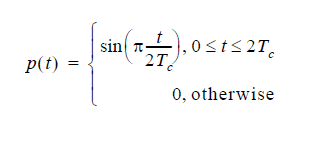 p(t) = { sin(π t/2T_c), 0 ≤ t ≤ 2T_c
0, otherwise